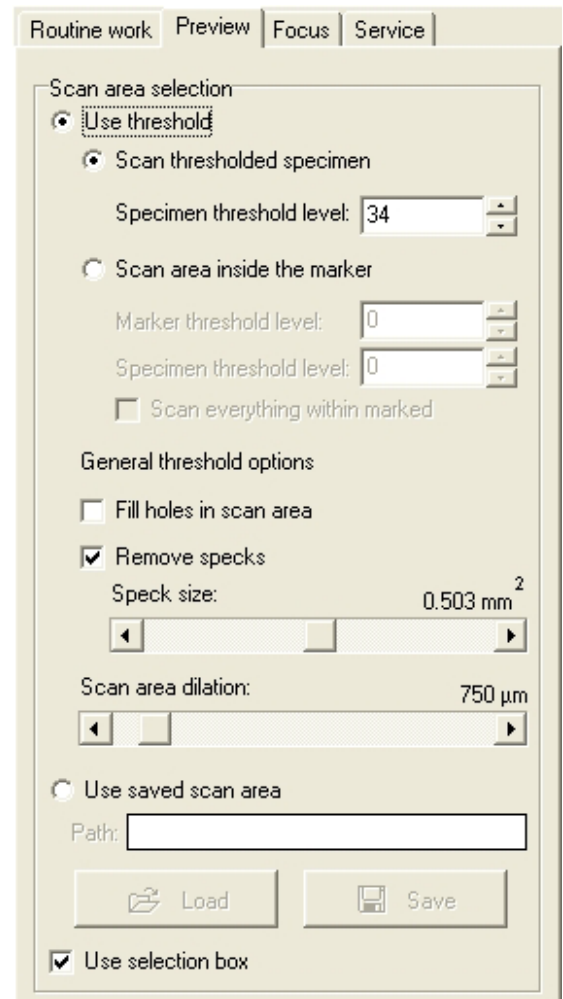 Routine work Preview Focus Service
Scan area selection
Use threshold
Scan thresholded specimen
Specimen threshold level: 34
Scan area inside the marker
Marker threshold level: 0
Specimen threshold level: 0
Scan everything within marked
General threshold options
Fill holes in scan area
Remove specks
Speck size: 0.503 mm²
Scan area dilation: 750 µm
Use saved scan area
Path:
Load Save
Use selection box